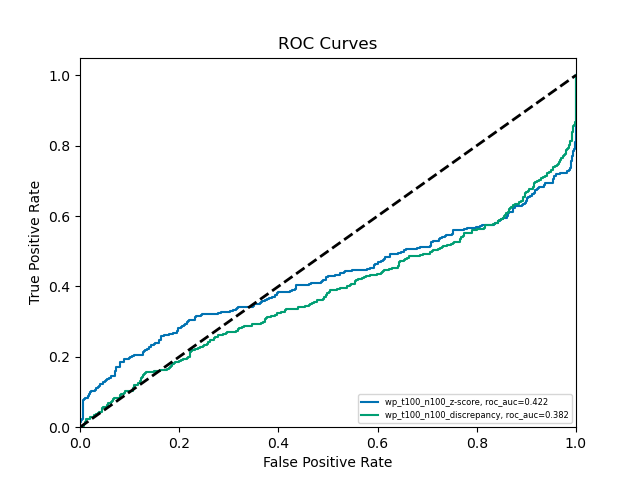 ROC Curves
True Positive Rate
1.0
0.8
0.6
0.4
0.2
0.0
0.0 0.2 0.4 0.6 0.8 1.0
False Positive Rate
wp_t100_n100_z-score, roc_auc=0.422
wp_t100_n100_discrepancy, roc_auc=0.382